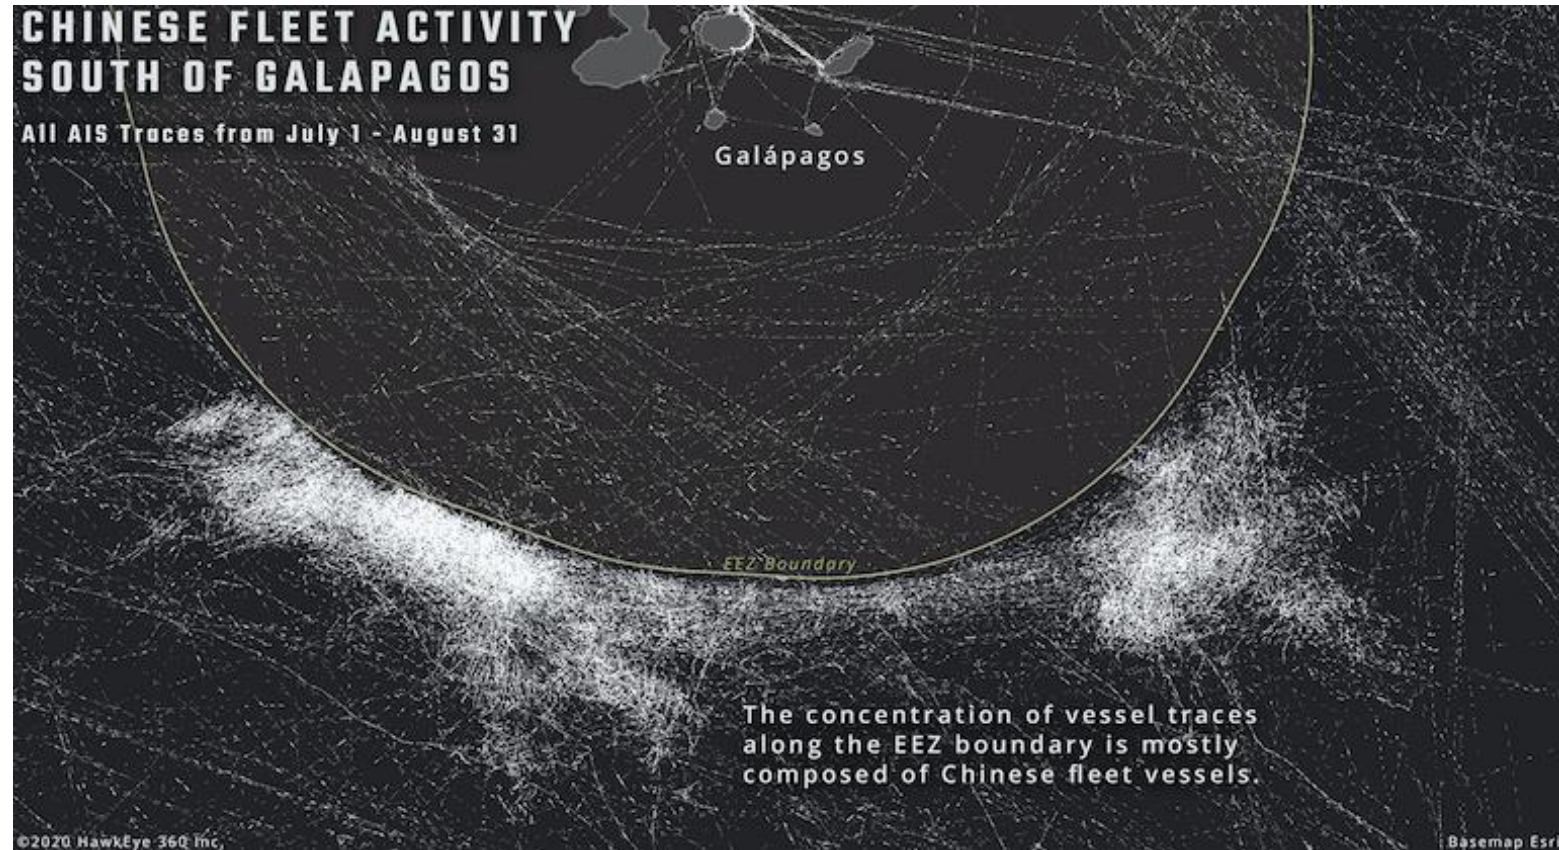 CHINESE FLEET ACTIVITY
SOUTH OF GALAPAGOS
All AIS Traces from July 1 - August 31
Galápagos
EEZ Boundary
The concentration of vessel traces
along the EEZ boundary is mostly
composed of Chinese fleet vessels.
©2020 HawkEye 360 Inc.
Basemap Esr